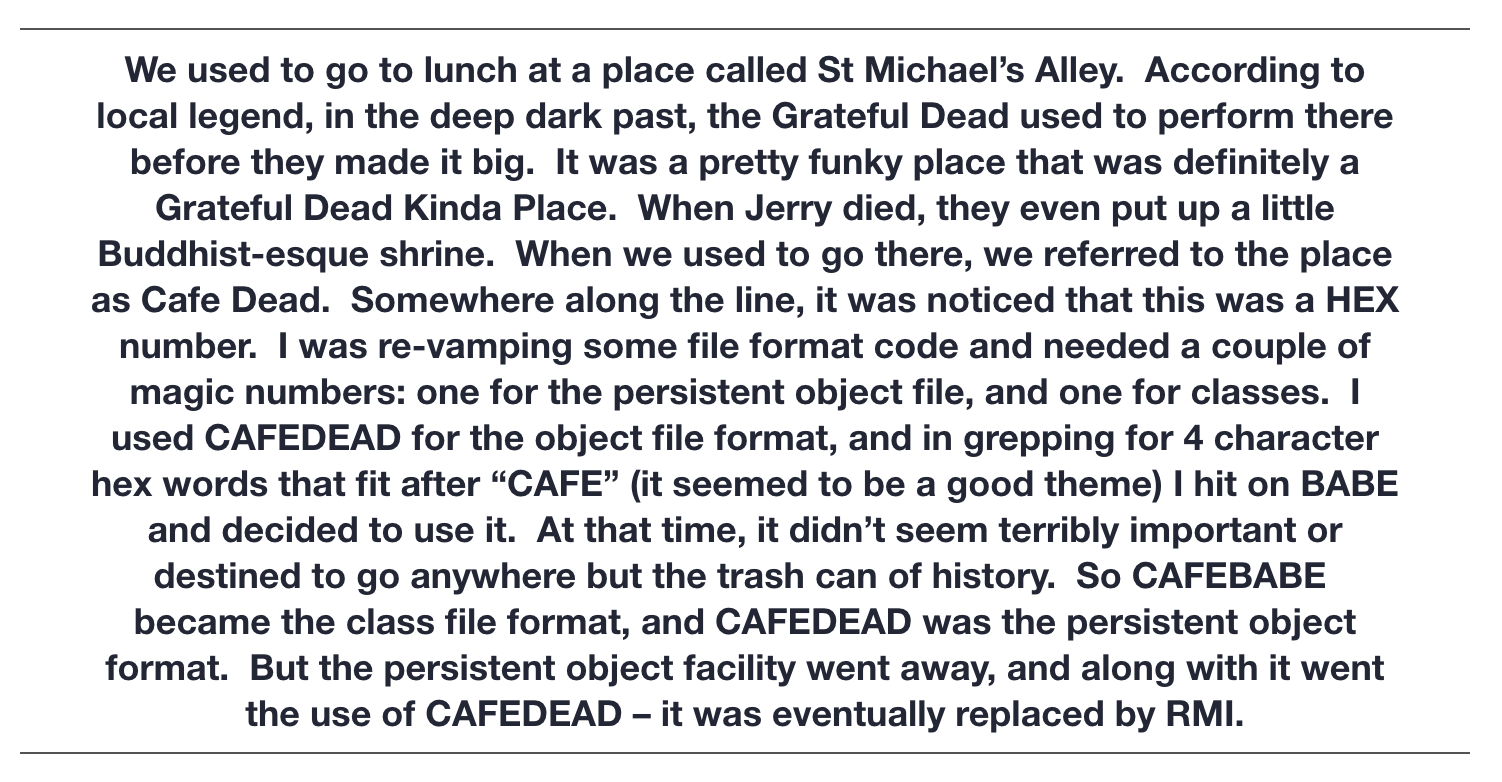 We used to go to lunch at a place called St Michael’s Alley.  According to
local legend, in the deep dark past, the Grateful Dead used to perform there
before they made it big.  It was a pretty funky place that was definitely a
Grateful Dead Kinda Place.  When Jerry died, they even put up a little
Buddhist-esque shrine.  When we used to go there, we referred to the place
as Cafe Dead.  Somewhere along the line, it was noticed that this was a HEX
number.  I was re-vamping some file format code and needed a couple of
magic numbers: one for the persistent object file, and one for classes.  I
used CAFEDEAD for the object file format, and in grepping for 4 character
hex words that fit after “CAFE” (it seemed to be a good theme) I hit on BABE
and decided to use it.  At that time, it didn’t seem terribly important or
destined to go anywhere but the trash can of history.  So CAFEBABE
became the class file format, and CAFEDEAD was the persistent object
format.  But the persistent object facility went away, and along with it went
the use of CAFEDEAD – it was eventually replaced by RMI.